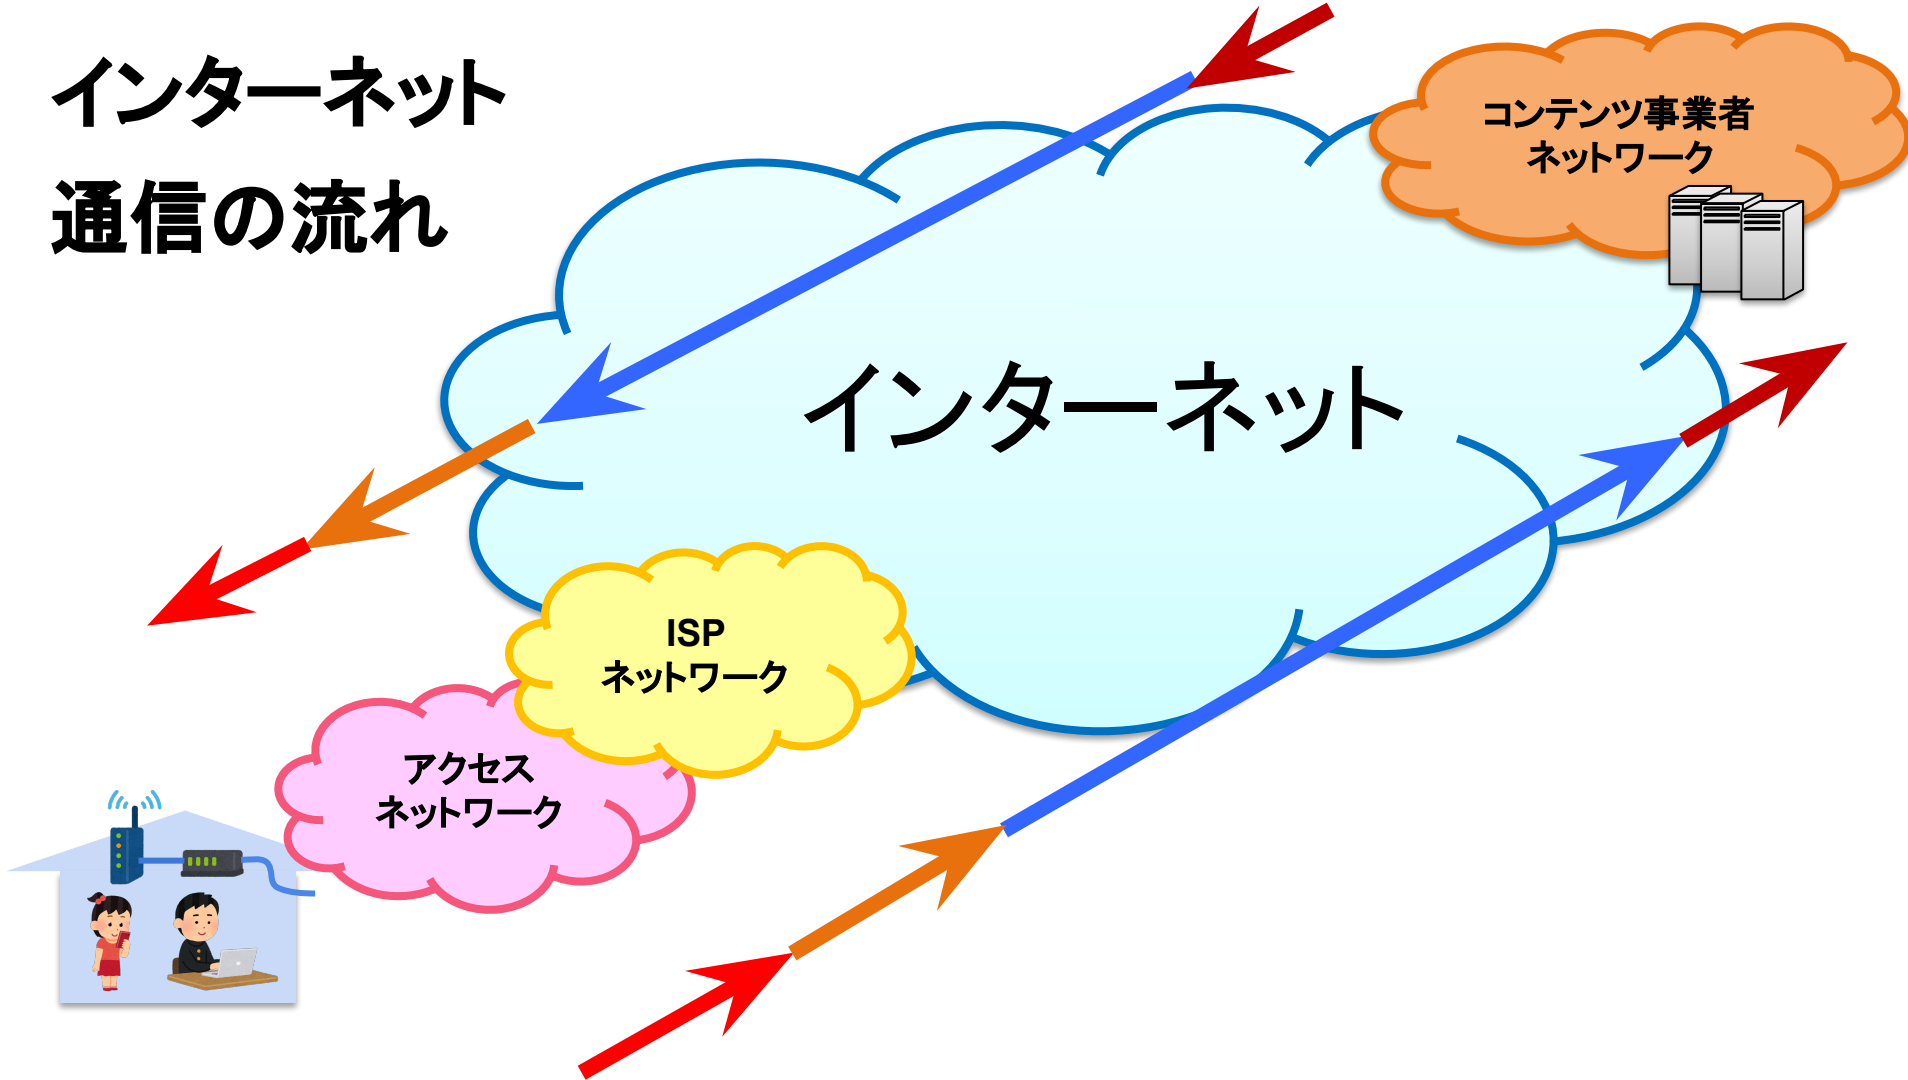 インターネット
通信の流れ
コンテンツ事業者
ネットワーク
インターネット
ISP
ネットワーク
アクセス
ネットワーク